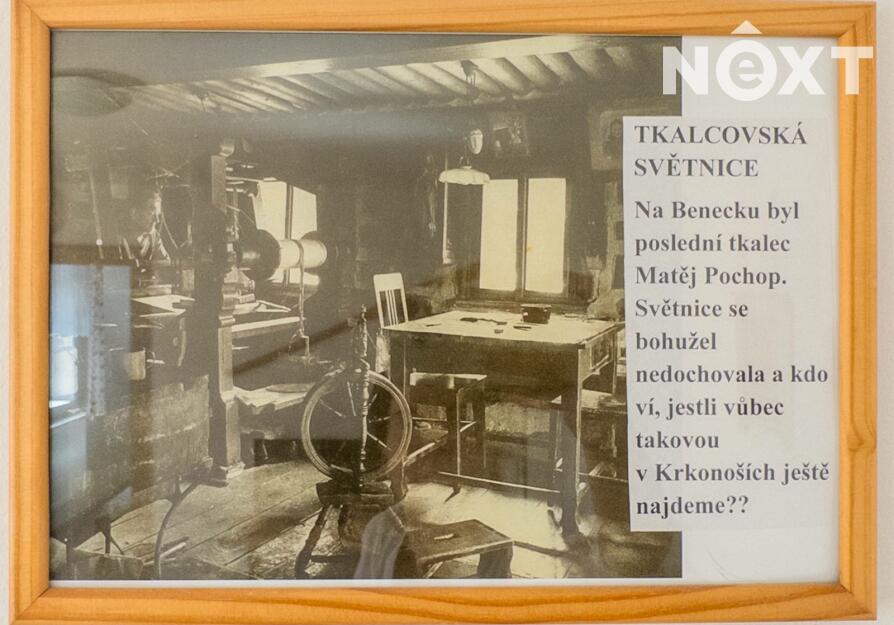 NÊXT
TKALCOVSKÁ
SVĚTNICE
Na Benecku byl
poslední tkalec
Matěj Pochop.
Světnice se
bohužel
nedochovala a kdo
ví, jestli vůbec
takovou
v Krkonoších ještě
najdeme??